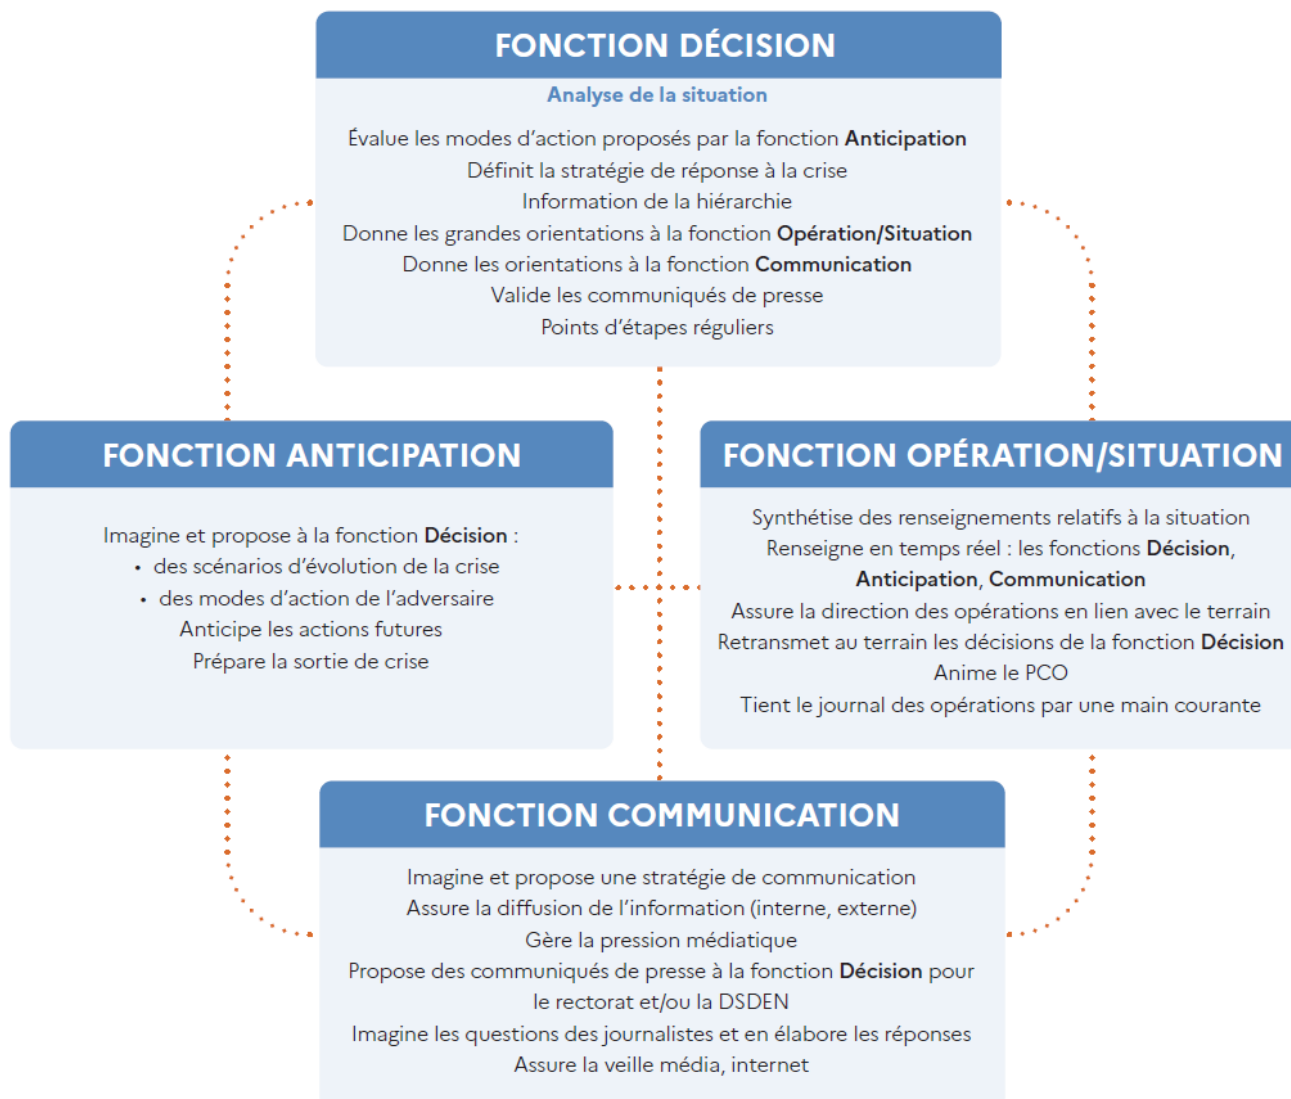 FONCTION DÉCISION
Analyse de la situation
Évalue les modes d’action proposés par la fonction Anticipation
Définit la stratégie de réponse à la crise
Information de la hiérarchie
Donne les grandes orientations à la fonction Opération/Situation
Donne les orientations à la fonction Communication
Valide les communiqués de presse
Points d’étapes réguliers
FONCTION ANTICIPATION
Imagine et propose à la fonction Décision :
• des scénarios d’évolution de la crise
• des modes d’action de l’adversaire
Anticipe les actions futures
Prépare la sortie de crise
FONCTION OPÉRATION/SITUATION
Synthétise des renseignements relatifs à la situation
Renseigne en temps réel : les fonctions Décision,
Anticipation, Communication
Assure la direction des opérations en lien avec le terrain
Retransmet au terrain les décisions de la fonction Décision
Anime le PCO
Tient le journal des opérations par une main courante
FONCTION COMMUNICATION
Imagine et propose une stratégie de communication
Assure la diffusion de l’information (interne, externe)
Gère la pression médiatique
Propose des communiqués de presse à la fonction Décision pour
le rectorat et/ou la DSDEN
Imagine les questions des journalistes et en élabore les réponses
Assure la veille média, internet